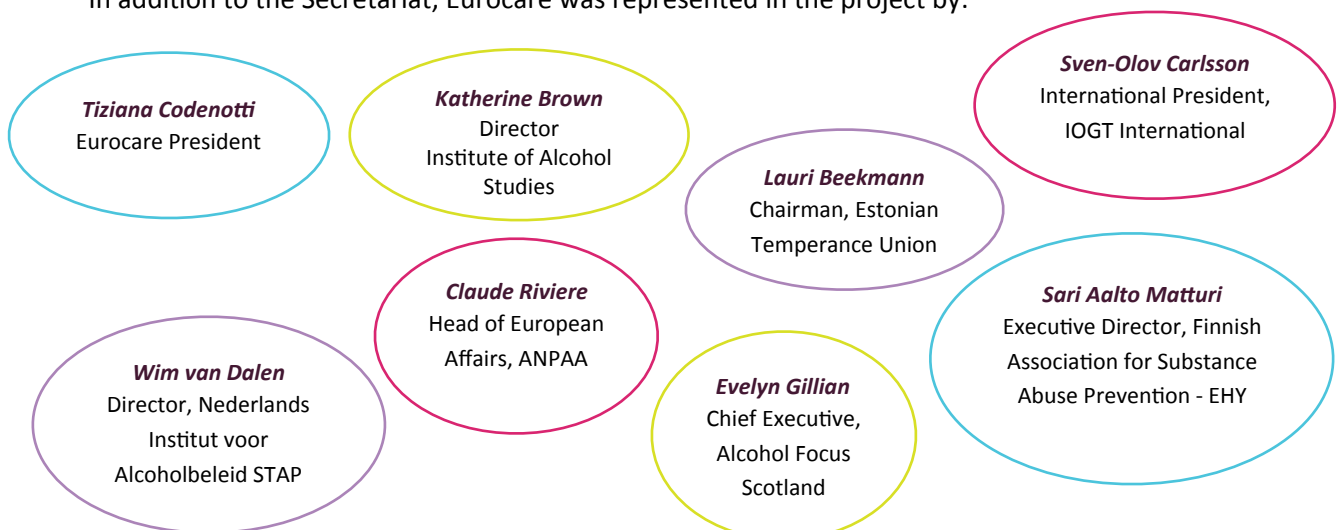 In addition to the Secretariat, Eurocare was represented in the project by:
Tiziana Codenotti
Eurocare President
Katherine Brown
Director
Institute of Alcohol
Studies
Sven-Olov Carlsson
International President,
IOGT International
Lauri Beekmann
Chairman, Estonian
Temperance Union
Claude Riviere
Head of European
Affairs, ANPAA
Sari Aalto Matturi
Executive Director, Finnish
Association for Substance
Abuse Prevention - EHY
Wim van Dalen
Director, Nederlands
Institut voor
Alcoholbeleid STAP
Evelyn Gillian
Chief Executive,
Alcohol Focus
Scotland